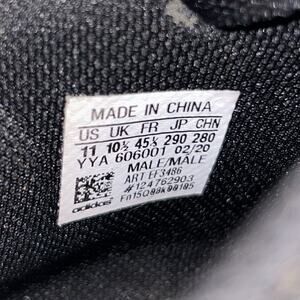 MADE IN CHINA
US UK FR JP CHN
11 10½ 45⅓ 290 280
YYA 606001 02/20
MALE/MALE
ART EF3486
#124762903
adidas